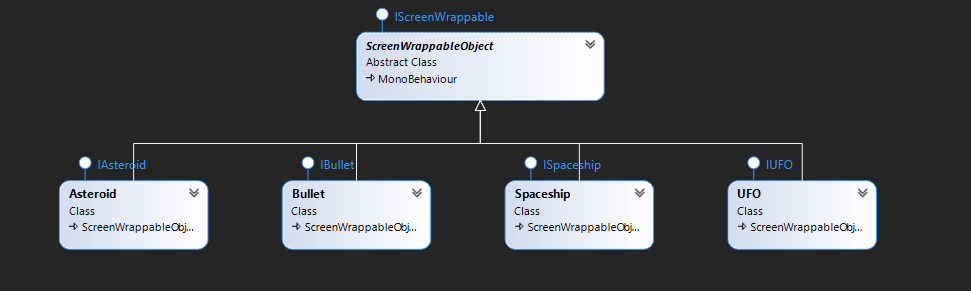 IScreenWrappable
ScreenWrappableObject
Abstract Class
MonoBehaviour
IAsteroid
IBullet
ISpaceship
IUFO
Asteroid
Class
ScreenWrappableObj...
Bullet
Class
ScreenWrappableObj...
Spaceship
Class
ScreenWrappableObj...
UFO
Class
ScreenWrappableObj...